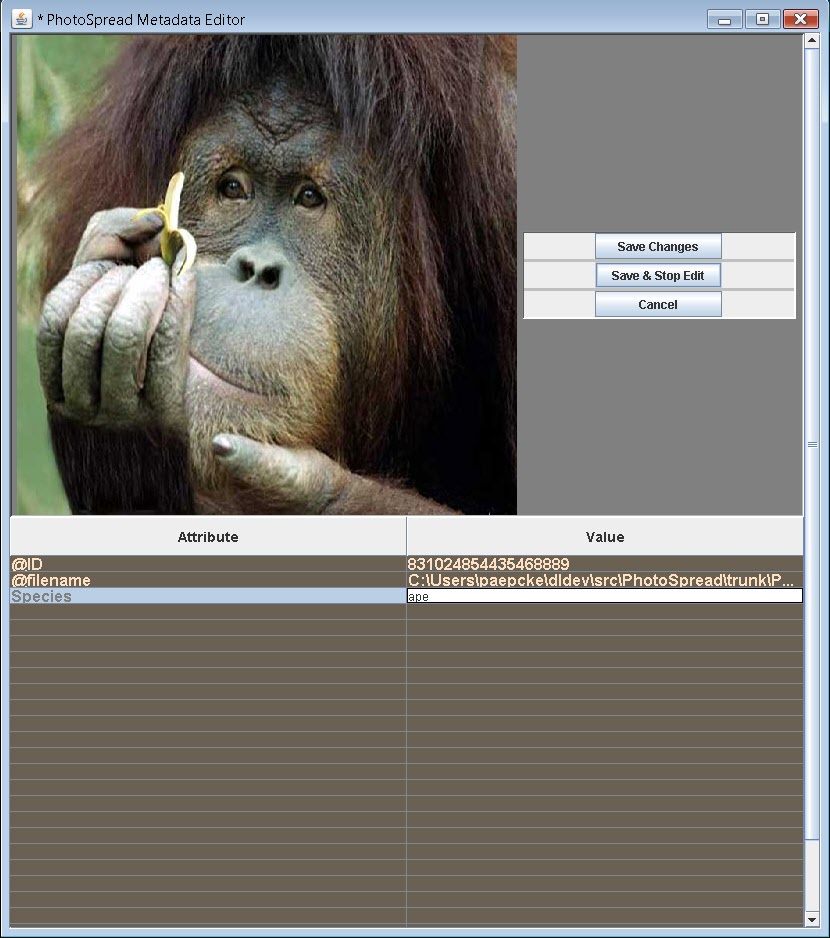 * PhotoSpread Metadata Editor
Save Changes
Save & Stop Edit
Cancel
Attribute Value
@ID 831024854435468889
@filename C:\Users\paepcke\dldev\src\PhotoSpread\trunk\P...
Species ape